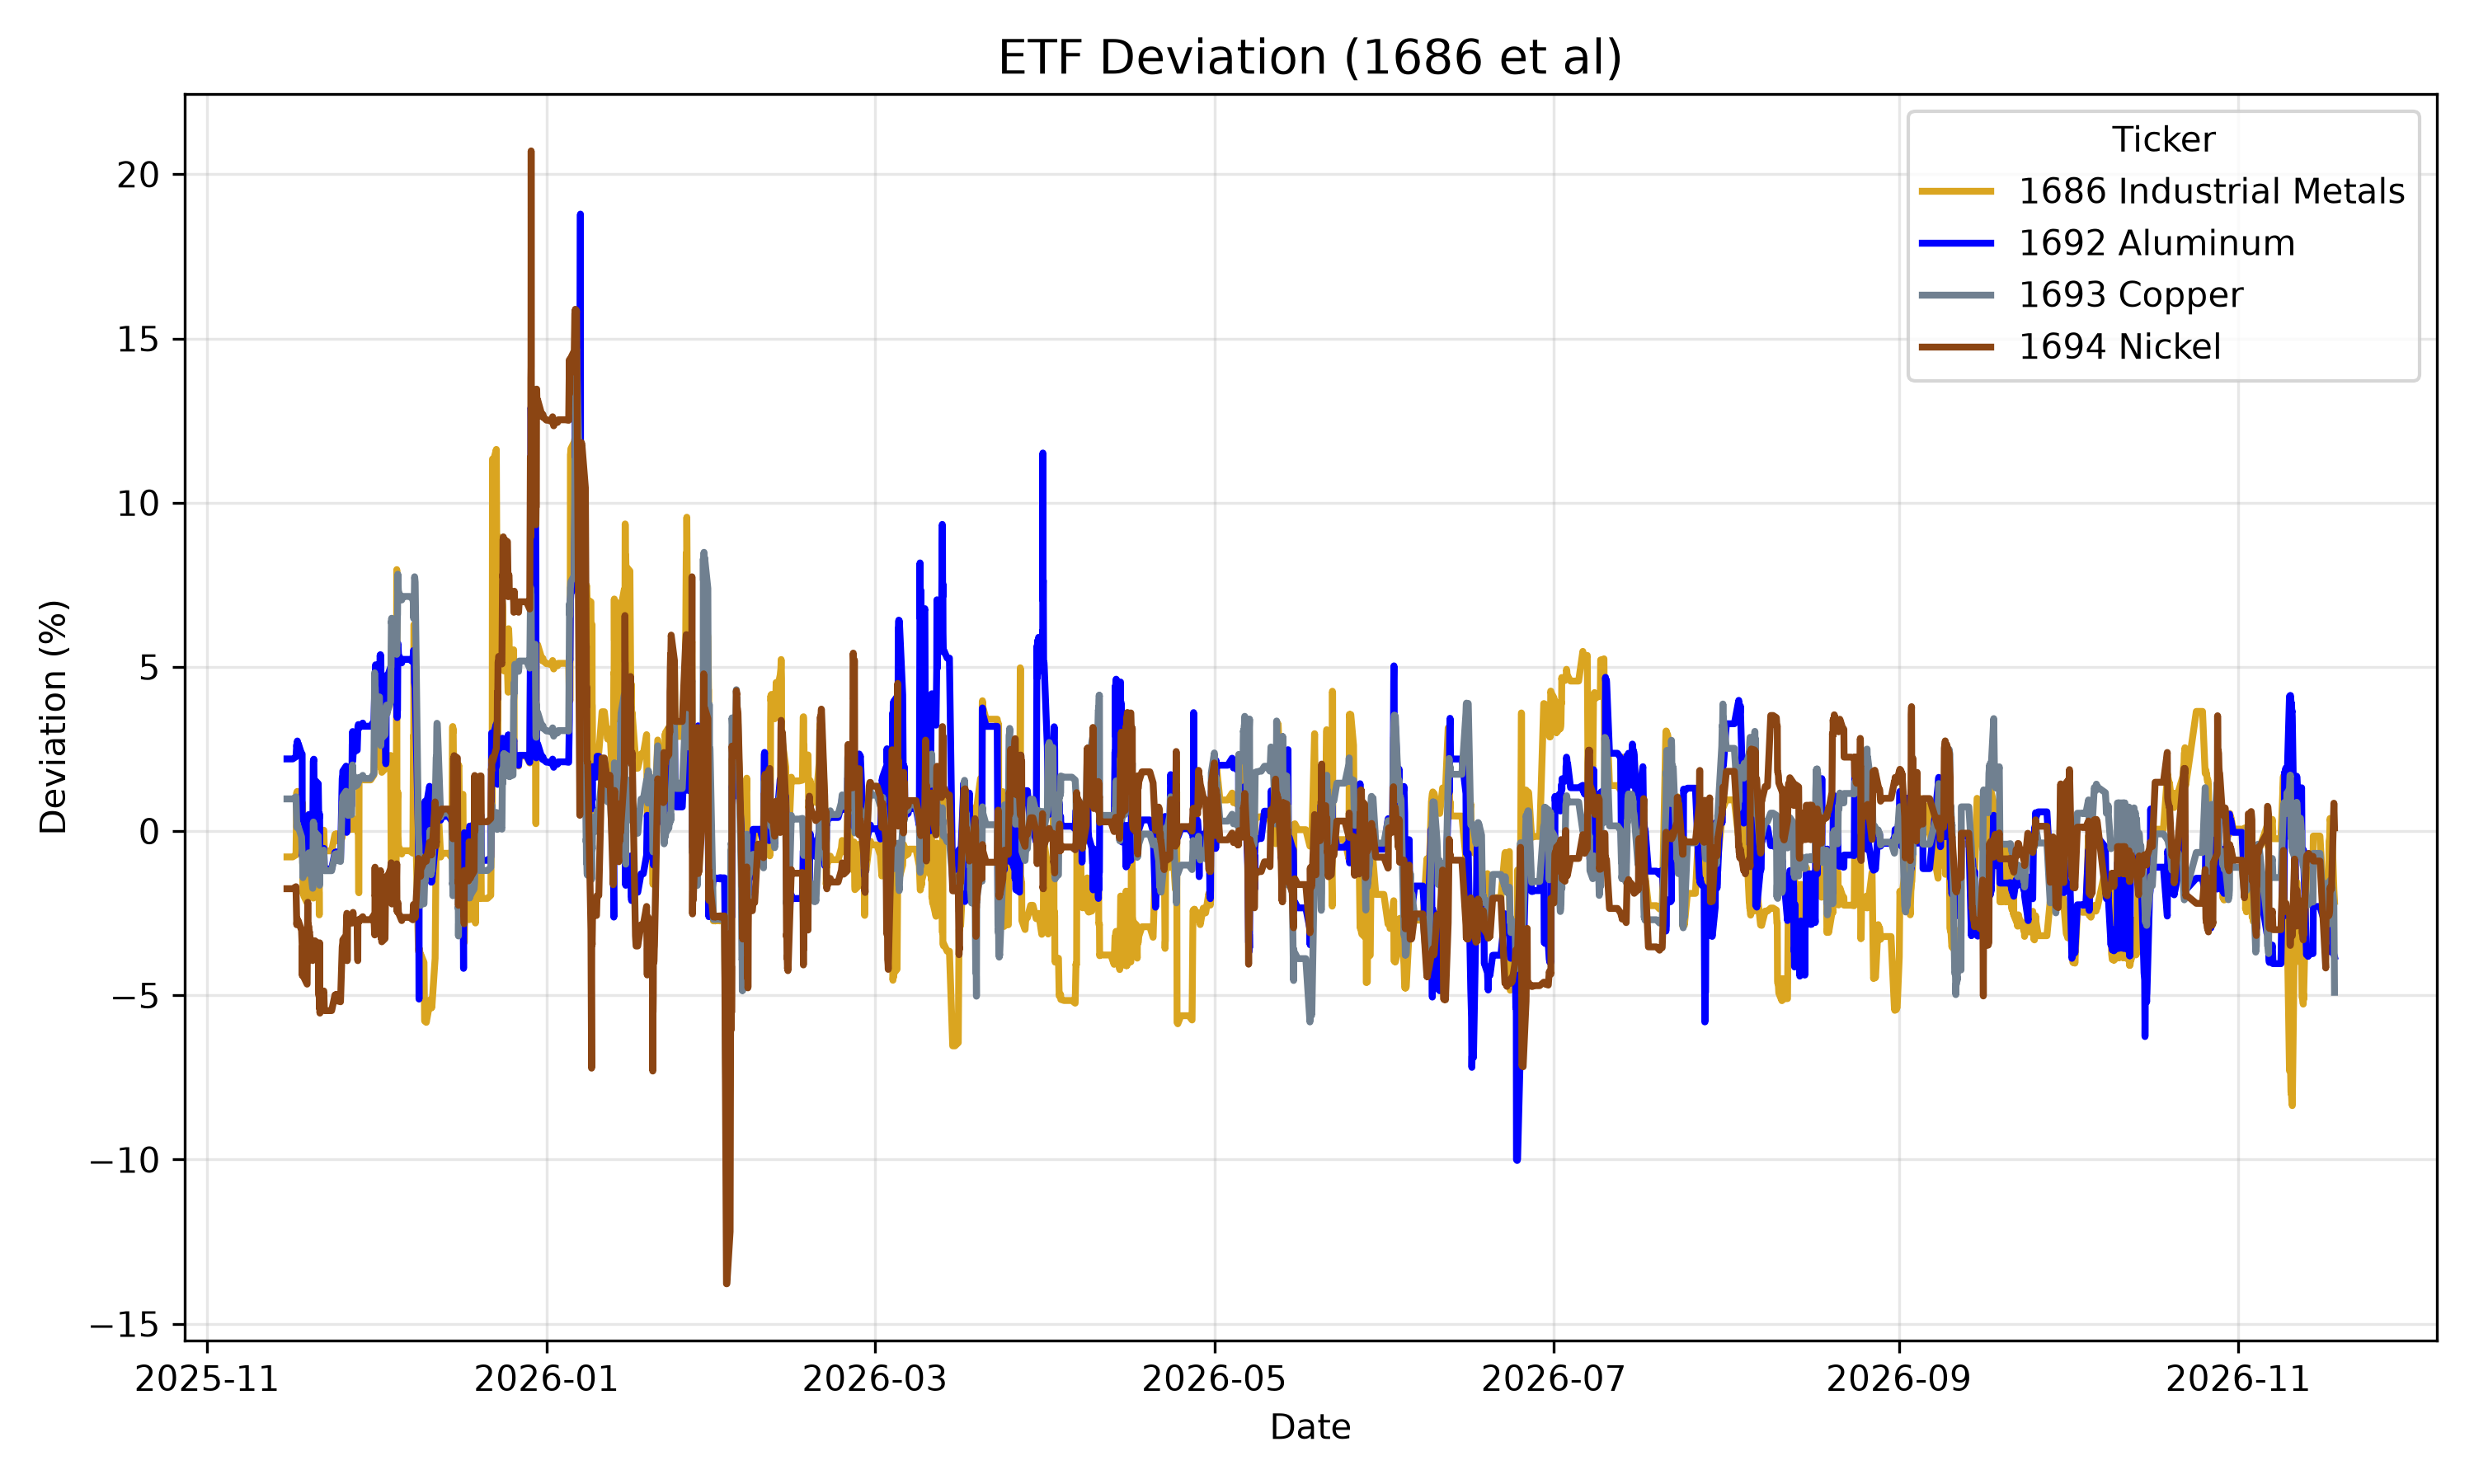 ETF Deviation (1686 et al)
Ticker
1686 Industrial Metals
1692 Aluminum
1693 Copper
1694 Nickel
Deviation (%)
20
15
10
5
0
−5
−10
−15
2025-11
2026-01
2026-03
2026-05
2026-07
2026-09
2026-11
Date